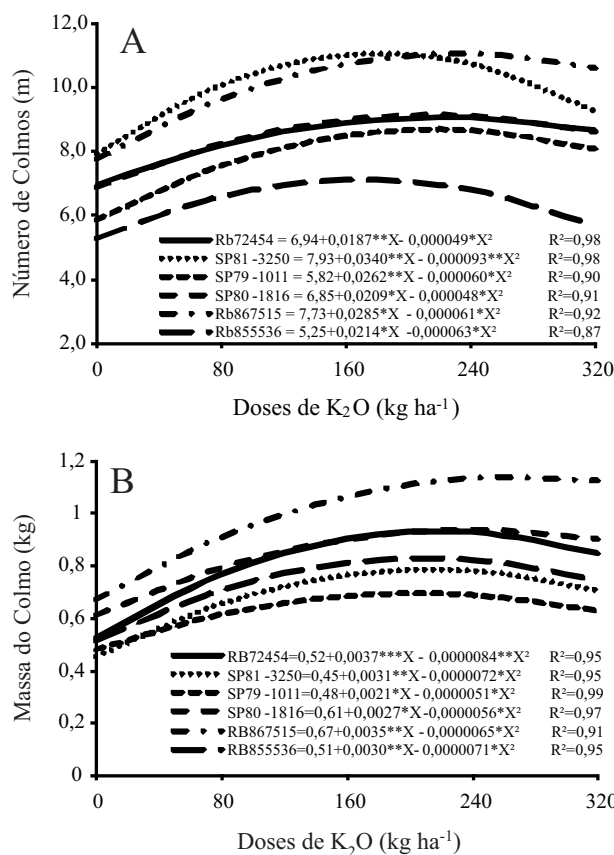 A
12,0
10,0
8,0
6,0
4,0
2,0
Número de Colmos (m)
Rb72454 = 6,94+0,0187**X- 0,000049*X² R²=0,98
SP81 -3250 = 7,93+0,0340**X - 0,000093**X² R²=0,98
SP79 -1011= 5,82+0,0262**X - 0,000060*X² R²=0,90
SP80 -1816= 6,85+0,0209*X - 0,000048*X² R²=0,91
Rb867515 = 7,73+0,0285*X - 0,000061*X² R²=0,92
Rb855536 = 5,25+0,0214*X - 0,000063*X² R²=0,87
0 80 160 240 320
Doses de K₂O (kg ha⁻¹)
B
1,2
1
0,8
0,6
0,4
0,2
0
Massa do Colmo (kg)
RB72454=0,52+0,0037***X - 0,0000084**X² R²=0,95
SP81 -3250=0,45+0,0031**X - 0,0000072*X² R²=0,95
SP79 -1011=0,48+0,0021*X - 0,0000051*X² R²=0,99
SP80 -1816=0,61+0,0027*X -0,0000056*X² R²=0,97
RB867515=0,67+0,0035**X - 0,0000065*X² R²=0,91
RB855536=0,51+0,0030**X - 0,0000071*X² R²=0,95
0 80 160 240 320
Doses de K₂O (kg ha⁻¹)